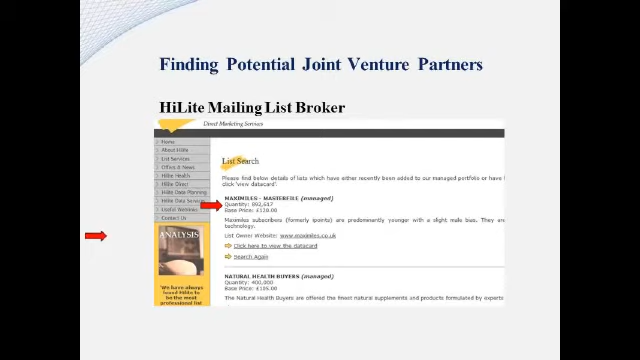 Finding Potential Joint Venture Partners
HiLite Mailing List Broker
Direct Marketing Services
Home
About Hilite
List Services
Offers & News
Hilite Health
Hilite Direct
Hilite Data Planning
Hilite Data Services
Useful Websites
Contact Us
ANALYSIS
"We have always
found Hilite to
be the most
professional list
List Search
Please find below details of lists which have either recently been added to our managed portfolio or have
click 'view datacard'.
MAXIMILES - MASTERFILE (managed)
Quantity: 892,647
Base Price: £120.00
Maximiles subscribers (formerly ipoints) are predominantly younger with a slight male bias. They are
technology.
List Owner Website: www.maximiles.co.uk
Click here to view the datacard
Search Again
NATURAL HEALTH BUYERS (managed)
Quantity: 400,000
Base Price: £105.00
The Natural Health Buyers are offered the finest natural supplements and products formulated by experts